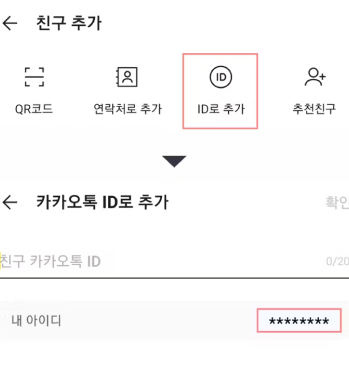 ← 친구 추가
ID
QR코드 연락처로 추가 ID로 추가 추천친구
← 카카오톡 ID로 추가 확인
친구 카카오톡 ID 0/20
내 아이디 ********